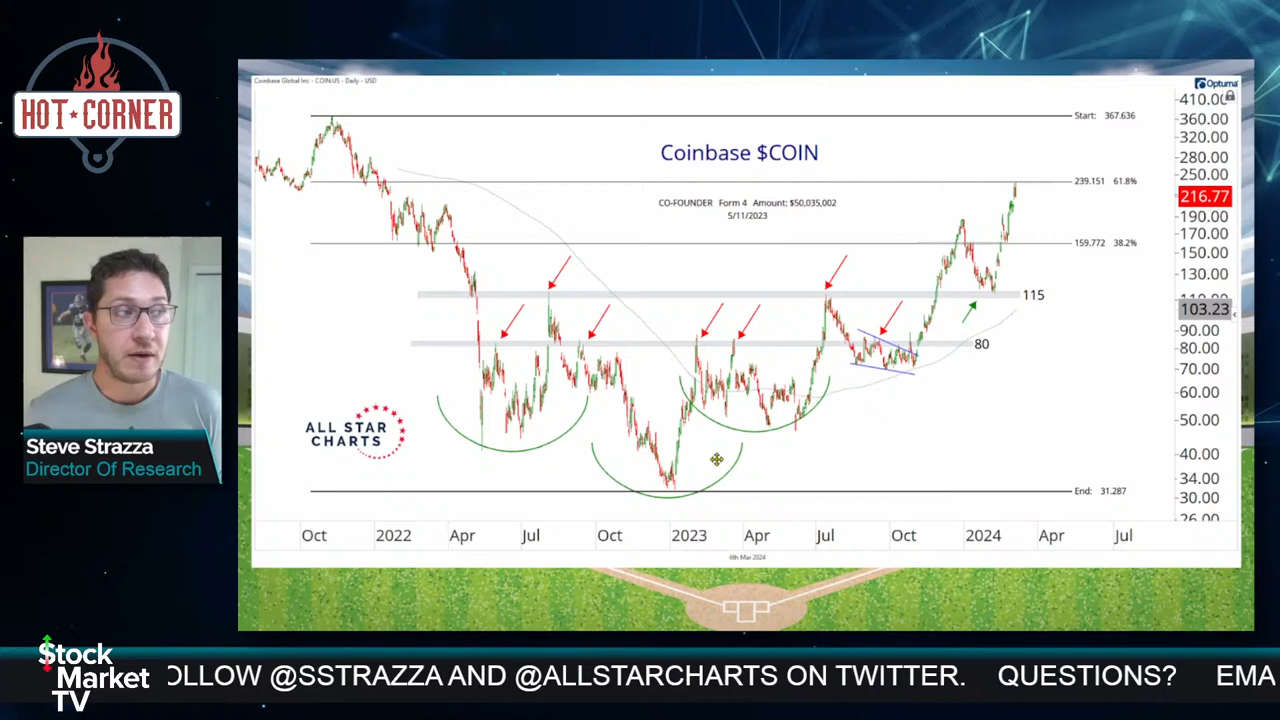 HOT★CORNER
Coinbase Global Inc - COIN:US - Daily - USD
Optuma
Coinbase $COIN
CO-FOUNDER Form 4 Amount: $50,035,002
5/11/2023
Start: 367.636
239.151 61.8%
159.772 38.2%
115
80
End: 31.287
410.00
360.00
320.00
280.00
250.00
216.77
190.00
170.00
150.00
130.00
103.23
90.00
80.00
70.00
60.00
50.00
40.00
34.00
30.00
26.00
ALL STAR
CHARTS
Oct 2022 Apr Jul Oct 2023 Apr Jul Oct 2024 Apr Jul
6th Mar 2024
Steve Strazza
Director Of Research
Stock
Market
TV
OLLOW @SSTRAZZA AND @ALLSTARCHARTS ON TWITTER. QUESTIONS? EMA